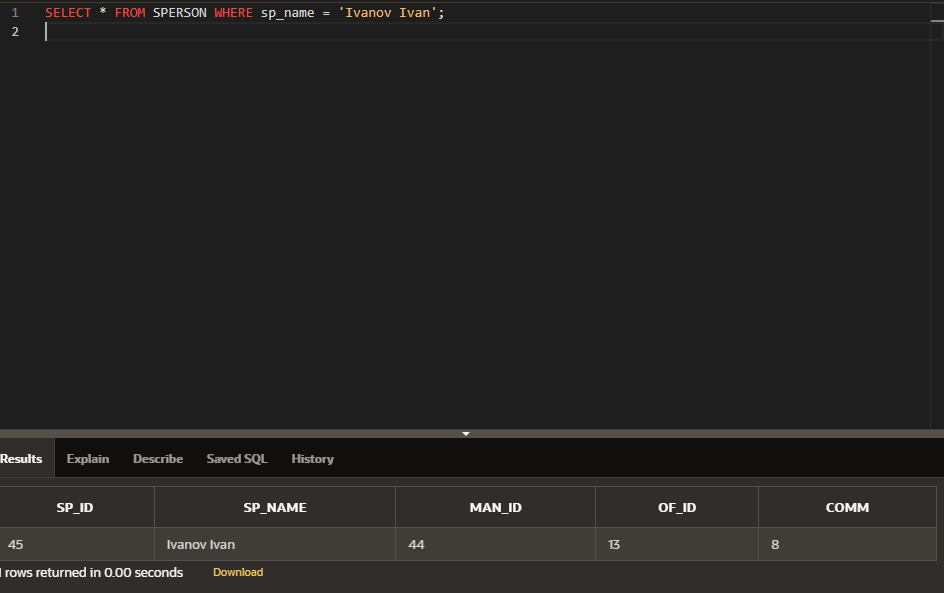 1 SELECT * FROM SPERSON WHERE sp_name = 'Ivanov Ivan';
2
Results Explain Describe Saved SQL History
SP_ID SP_NAME MAN_ID OF_ID COMM
45 Ivanov Ivan 44 13 8
rows returned in 0.00 seconds Download